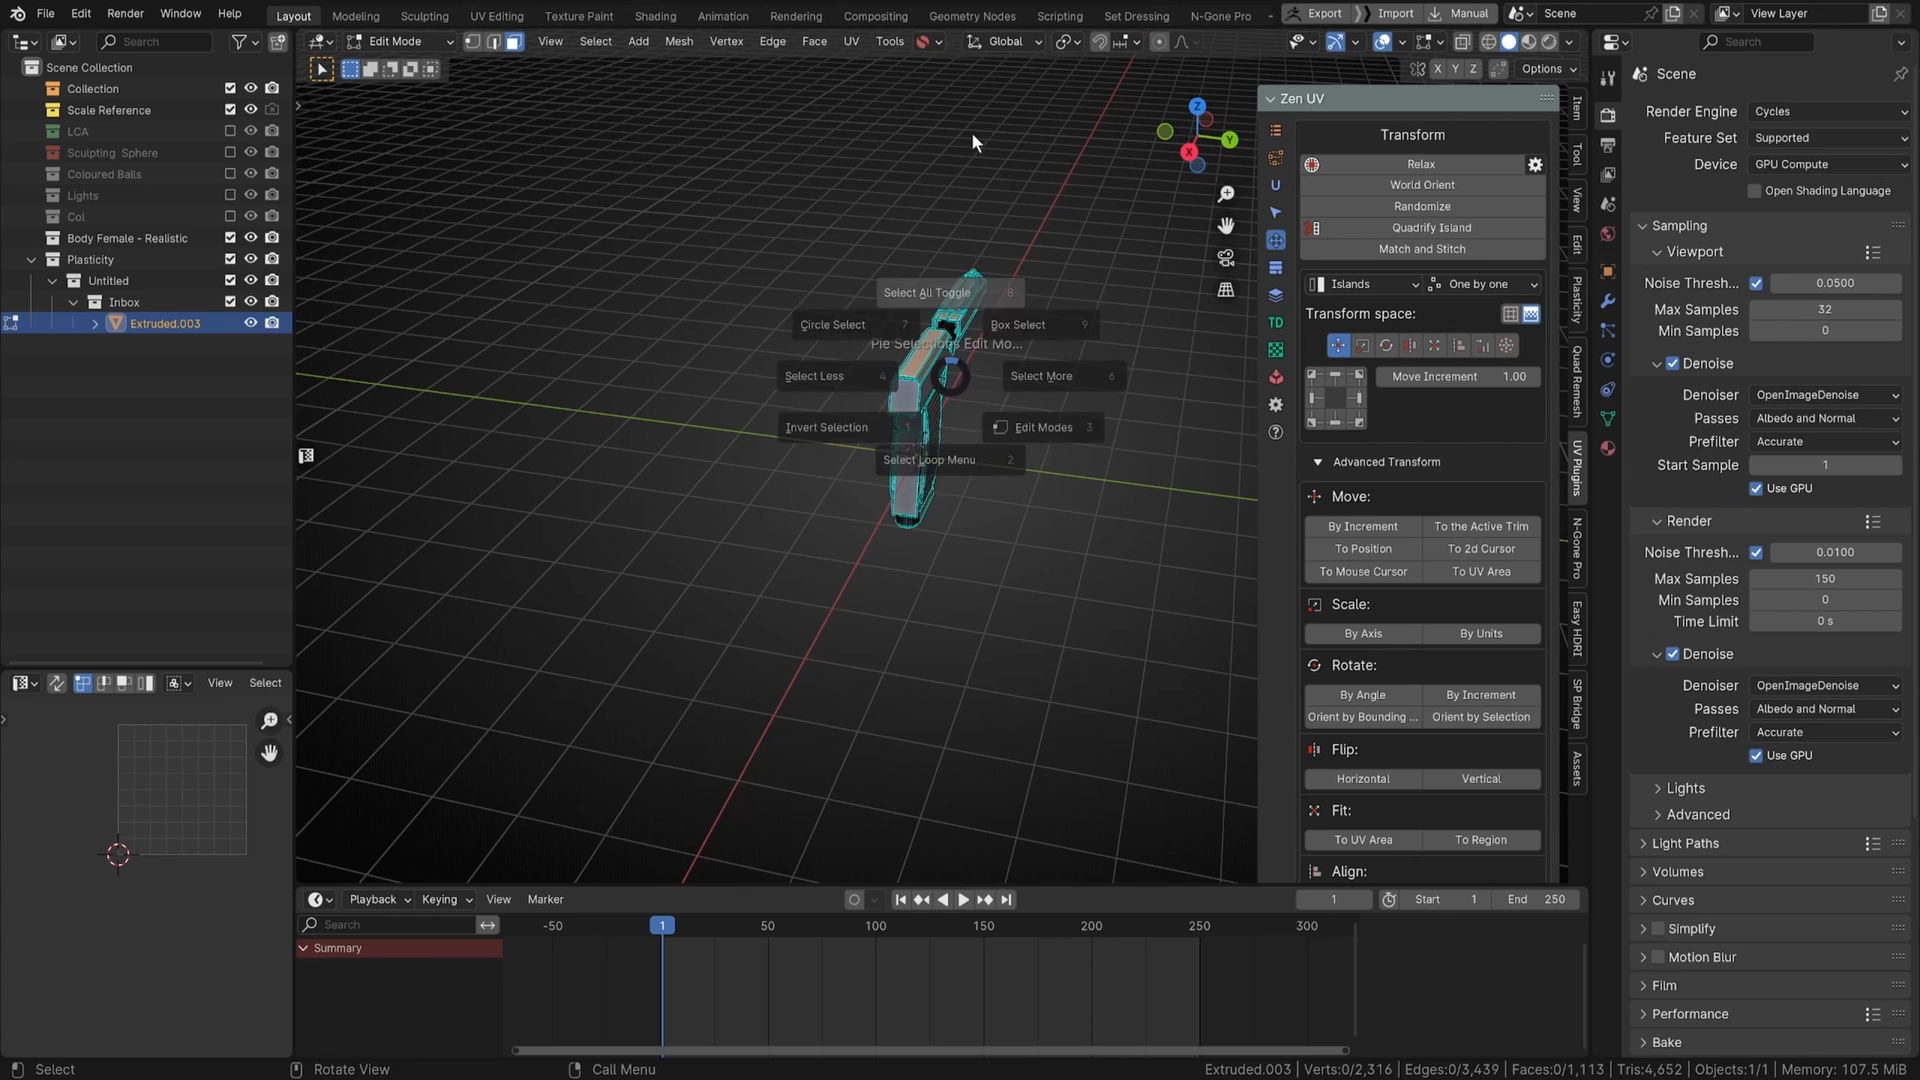 File Edit Render Window Help Layout Modeling Sculpting UV Editing Texture Paint Shading Animation Rendering Compositing Geometry Nodes Scripting Set Dressing N-Gone Pro Export Import Manual Scene View Layer
Search Edit Mode View Select Add Mesh Vertex Edge Face UV Tools Global Search
X Y Z Options
Scene Collection
Collection
Scale Reference
LCA
Sculpting Sphere
Coloured Balls
Lights
Col
Body Female - Realistic
Plasticity
Untitled
Inbox
Extruded.003
View Select
Z
Y
X
Select All Toggle 8
Circle Select 7
Box Select 9
Pie Selections Edit Mo...
Select Less 4
Select More 6
Invert Selection 1
Edit Modes 3
Select Loop Menu 2
Zen UV
Transform
Relax
World Orient
Randomize
Quadrify Island
Match and Stitch
Islands One by one
Transform space:
TD
Move Increment 1.00
Advanced Transform
Move:
By Increment To the Active Trim
To Position To 2d Cursor
To Mouse Cursor To UV Area
Scale:
By Axis By Units
Rotate:
By Angle By Increment
Orient by Bounding ... Orient by Selection
Flip:
Horizontal Vertical
Fit:
To UV Area To Region
Align:
Item
Tool
View
Edit
Plasticity
Quad Remesh
UV Plugins
N-Gone Pro
Easy HDRI
SP Bridge
Assets
Scene
Render Engine Cycles
Feature Set Supported
Device GPU Compute
Open Shading Language
Sampling
Viewport
Noise Thresh... 0.0500
Max Samples 32
Min Samples 0
Denoise
Denoiser OpenImageDenoise
Passes Albedo and Normal
Prefilter Accurate
Start Sample 1
Use GPU
Render
Noise Thresh... 0.0100
Max Samples 150
Min Samples 0
Time Limit 0 s
Denoise
Denoiser OpenImageDenoise
Passes Albedo and Normal
Prefilter Accurate
Use GPU
Lights
Advanced
Light Paths
Volumes
Curves
Simplify
Motion Blur
Film
Performance
Bake
Playback Keying View Marker 1 Start 1 End 250
Search -50 1 50 100 150 200 250 300
Summary
Select Rotate View Call Menu Extruded.003 | Verts:0/2,316 | Edges:0/3,439 | Faces:0/1,113 | Tris:4,652 | Objects:1/1 | Memory: 107.5 MiB